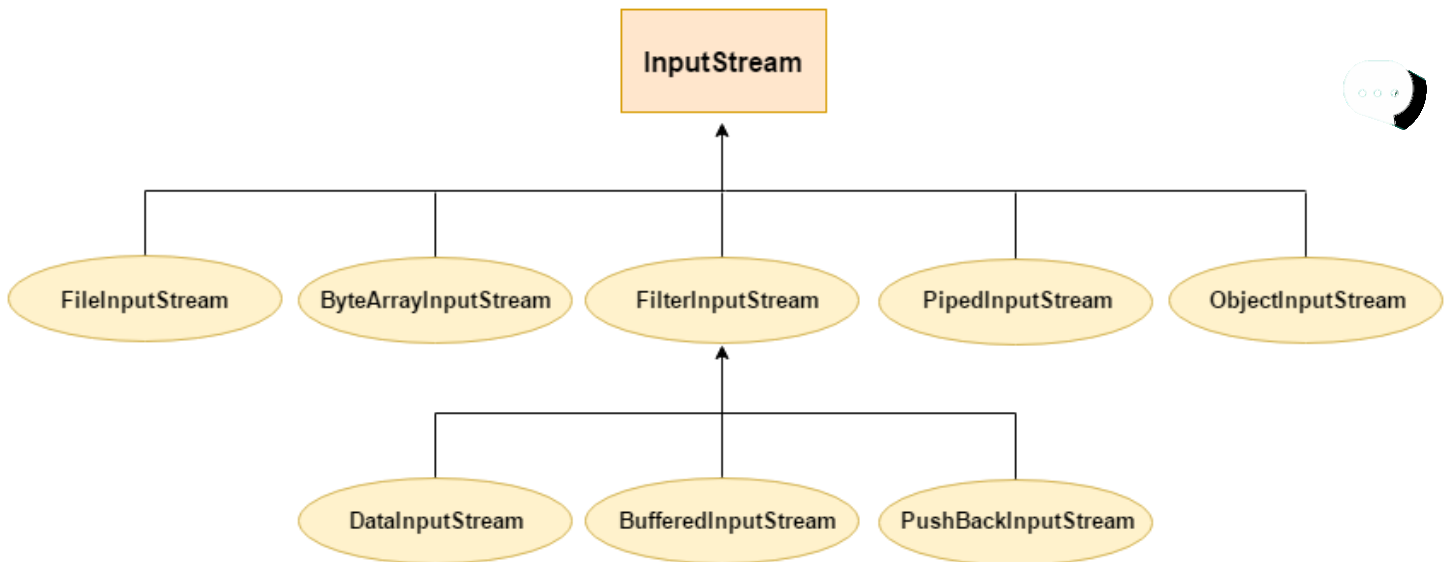 InputStream
FileInputStream
ByteArrayInputStream
FilterInputStream
PipedInputStream
ObjectInputStream
DataInputStream
BufferedInputStream
PushBackInputStream